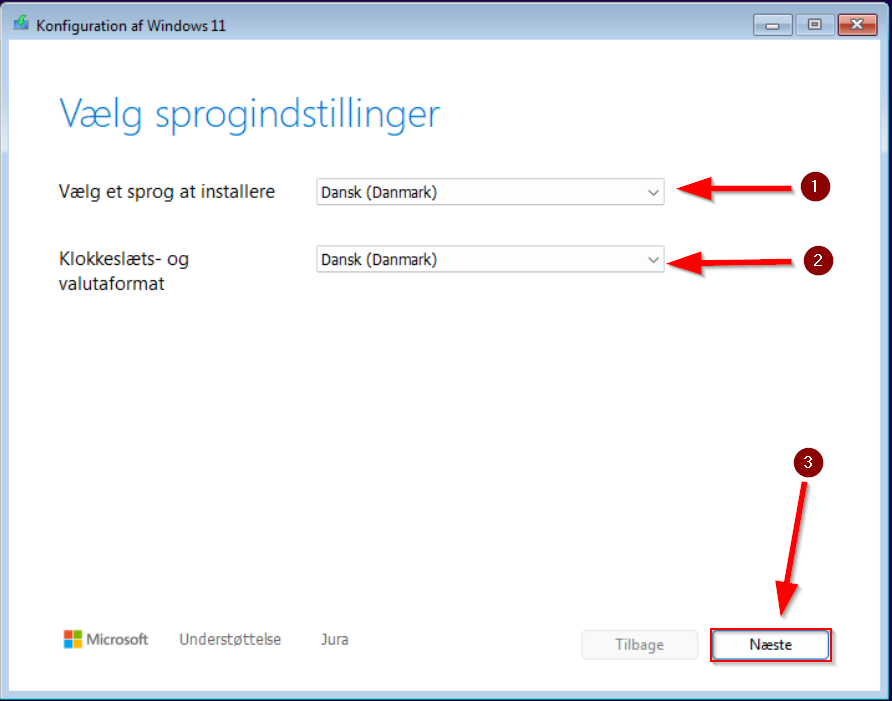 Konfiguration af Windows 11
Vælg sprogindstillinger
Vælg et sprog at installere
Dansk (Danmark)
1
Klokkeslæts- og
valutaformat
Dansk (Danmark)
2
3
Microsoft
Understøttelse
Jura
Tilbage
Næste